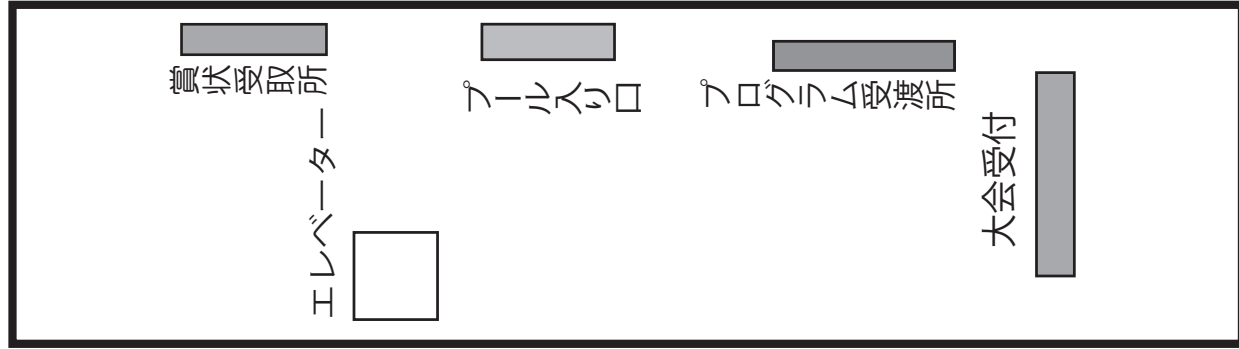 賞状受取所
プール入り口
プログラム受渡所
エレベーター
大会受付